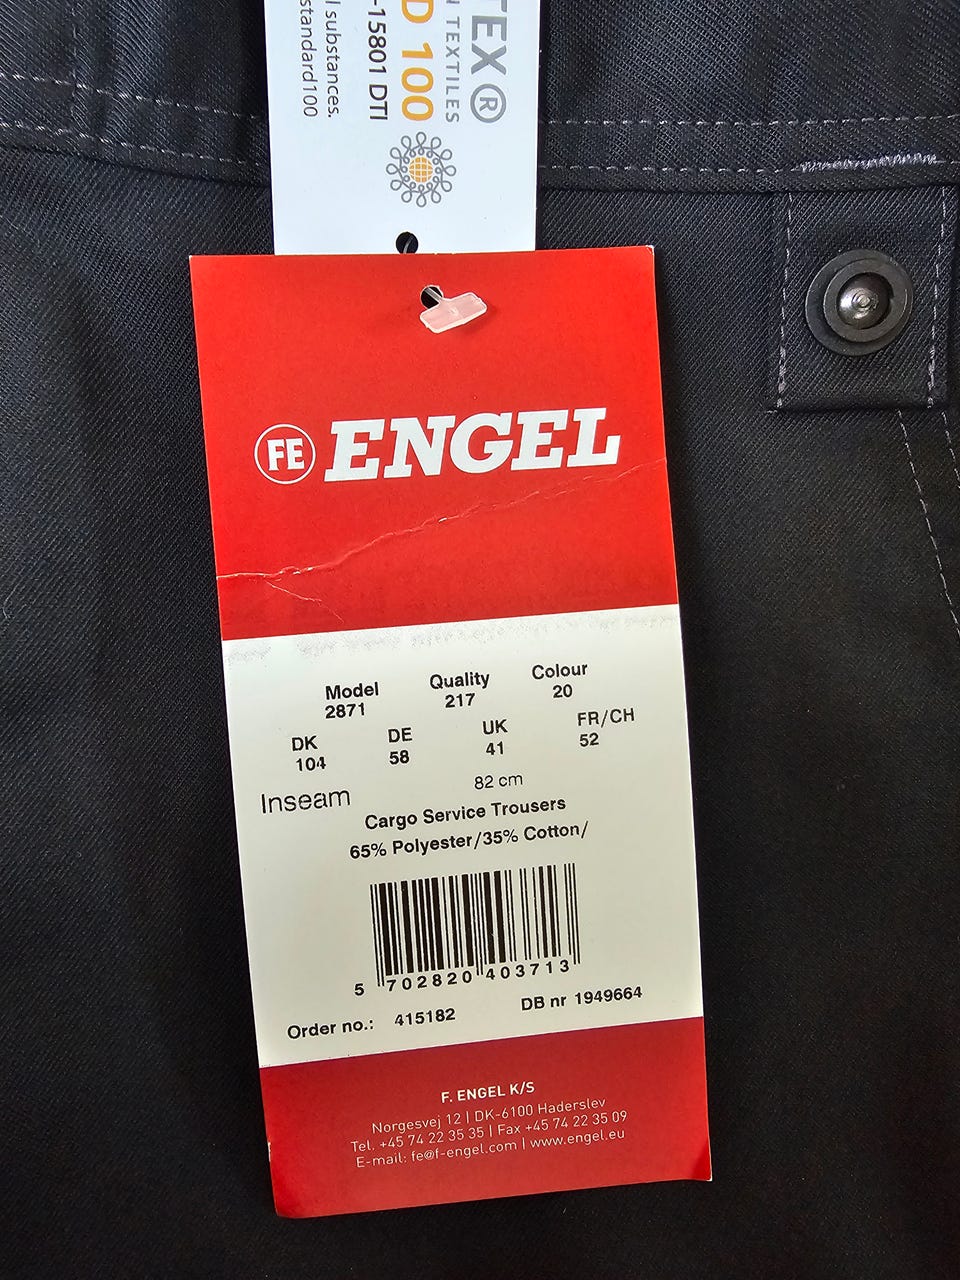 TEX®
N TEXTILES
D 100
-15801 DTI
l substances.
standard100
FE ENGEL
Model Quality Colour
2871 217 20
DK DE UK FR/CH
104 58 41 52
Inseam 82 cm
Cargo Service Trousers
65% Polyester/35% Cotton/
5 702820 403713
Order no.: 415182 DB nr 1949664
F. ENGEL K/S
Norgesvej 12 | DK-6100 Haderslev
Tel. +45 74 22 35 35 | Fax +45 74 22 35 09
E-mail: fe@f-engel.com | www.engel.eu